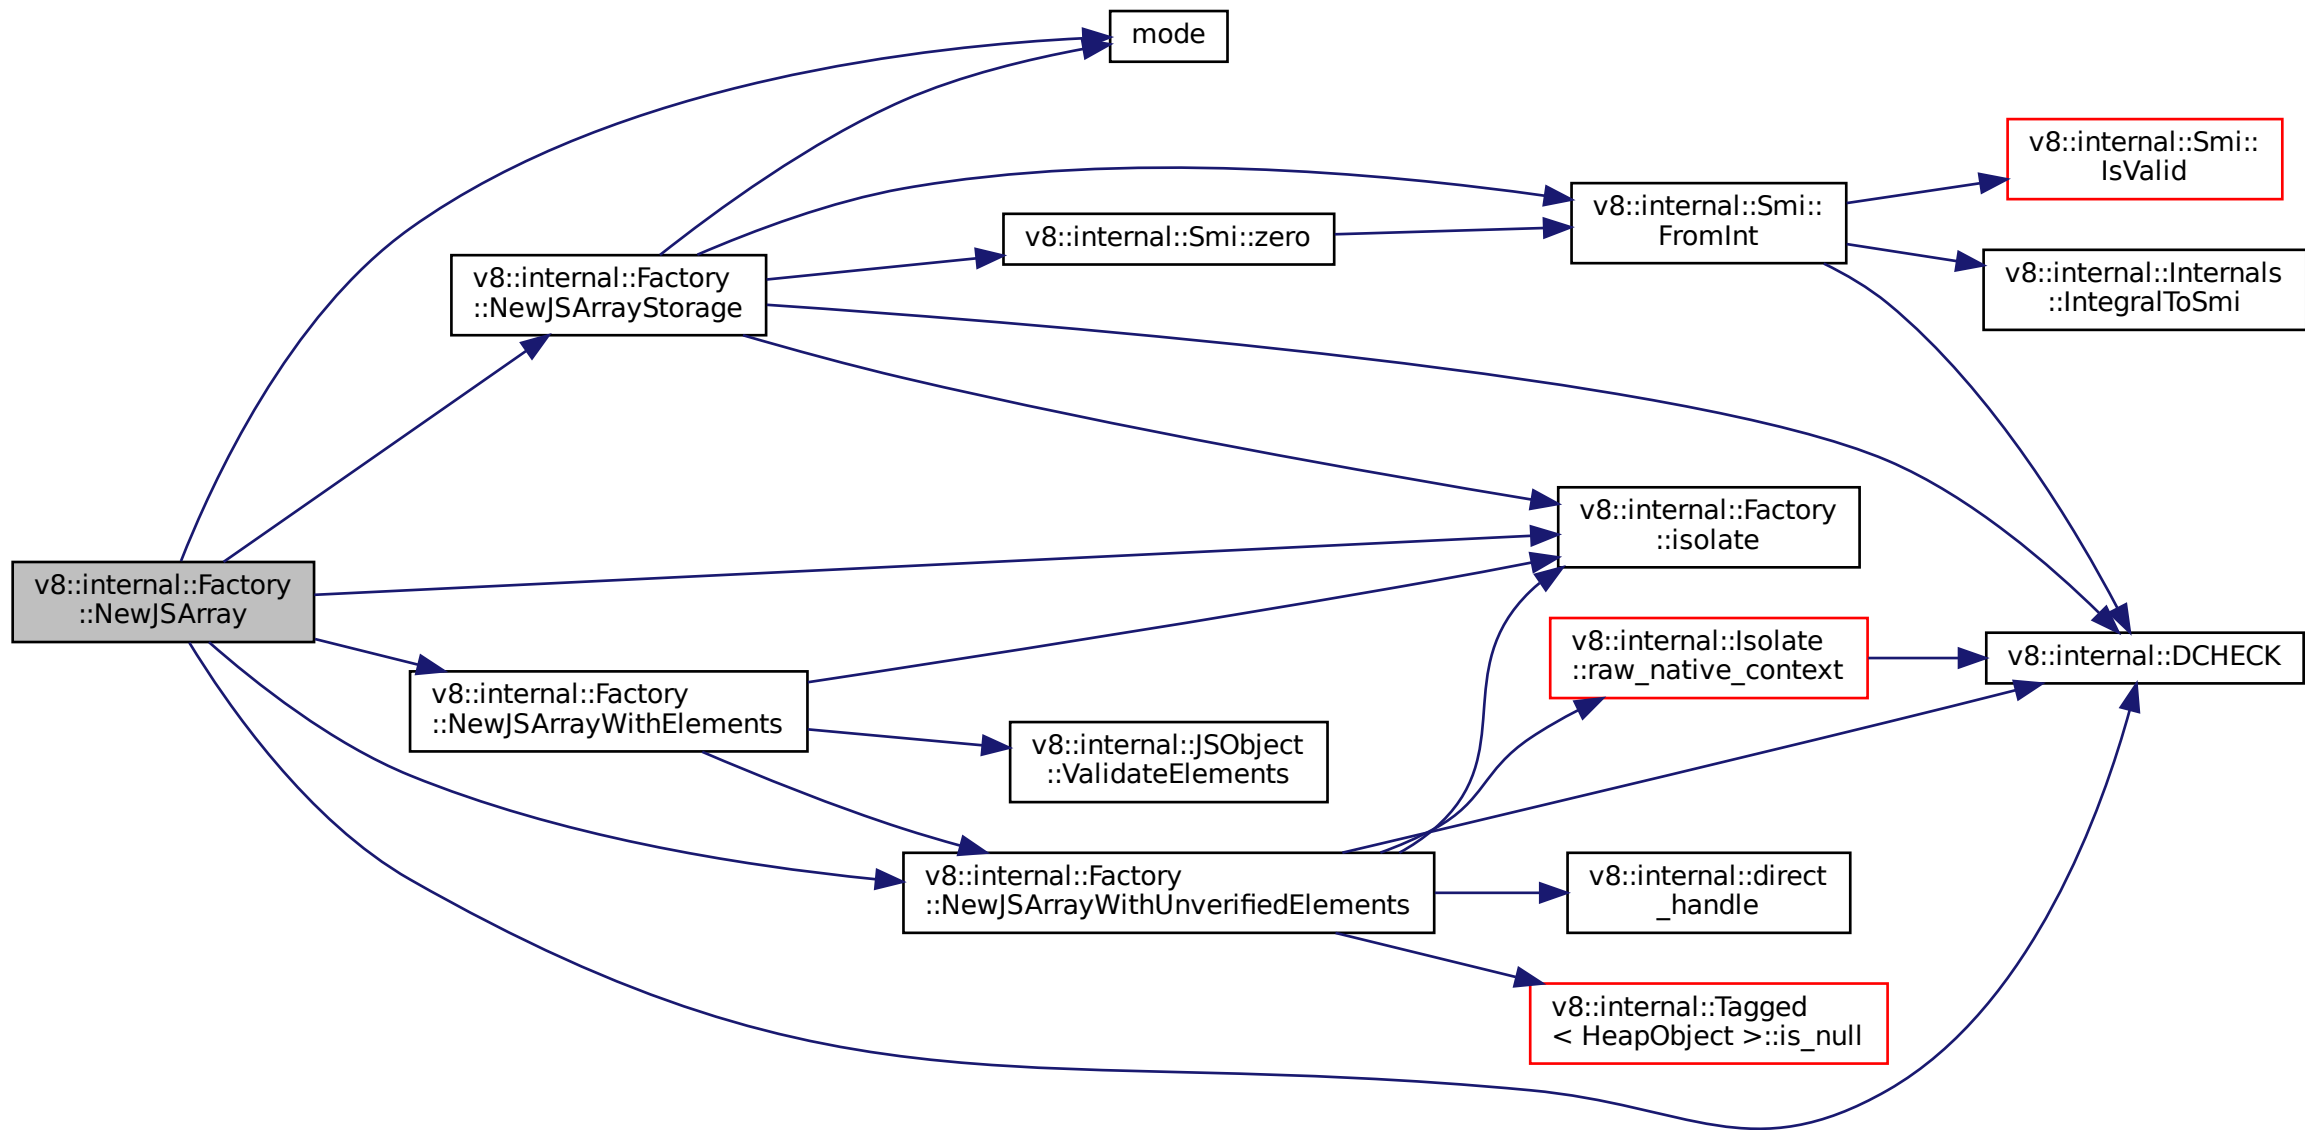 mode
v8::internal::Smi::
IsValid
v8::internal::Smi::
FromInt
v8::internal::Smi::zero
v8::internal::Factory
::NewJSArrayStorage
v8::internal::Internals
::IntegralToSmi
v8::internal::Factory
::isolate
v8::internal::Factory
::NewJSArray
v8::internal::Isolate
::raw_native_context
v8::internal::DCHECK
v8::internal::Factory
::NewJSArrayWithElements
v8::internal::JSObject
::ValidateElements
v8::internal::Factory
::NewJSArrayWithUnverifiedElements
v8::internal::direct
_handle
v8::internal::Tagged
< HeapObject >::is_null